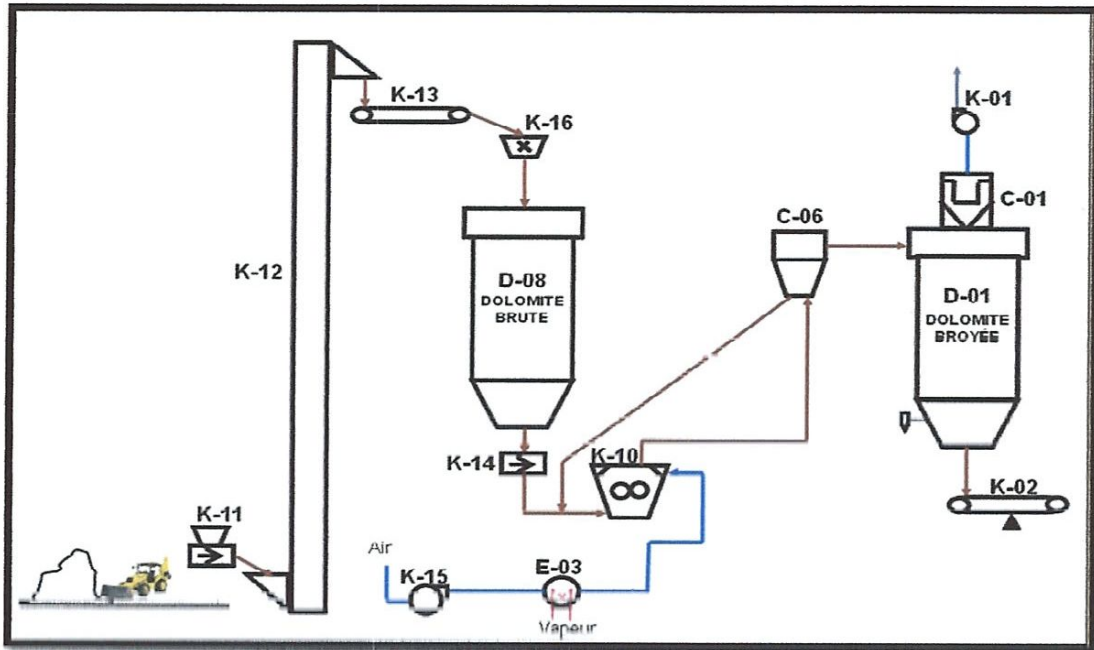 K-13
K-16
K-01
C-01
C-06
K-12
D-08
DOLOMITE
BRUTE
D-01
DOLOMITE
BROYÉE
K-14
K-10
K-02
K-11
Air
K-15
E-03
Vapeur